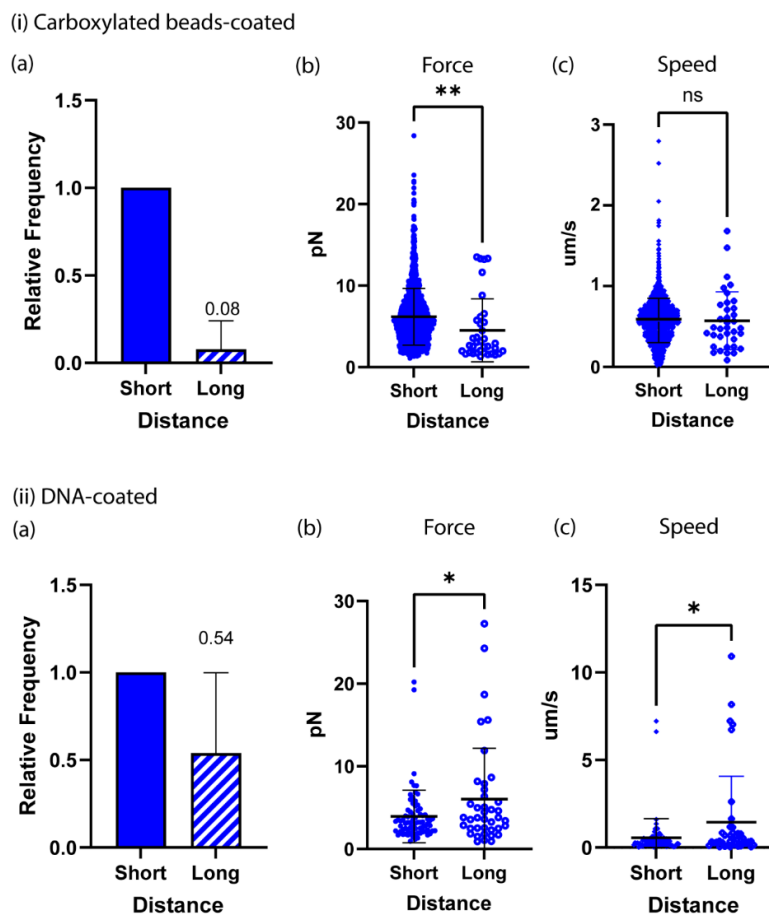 (i) Carboxylated beads-coated
(a)
1.5
1.0
0.5
0.0
Relative Frequency
0.08
Short Long
Distance
(b) Force
**
30
20
10
0
pN
Short Long
Distance
(c) Speed
ns
3
2
1
0
um/s
Short Long
Distance
(ii) DNA-coated
(a)
1.5
1.0
0.5
0.0
Relative Frequency
0.54
Short Long
Distance
(b) Force
*
30
20
10
0
pN
Short Long
Distance
(c) Speed
*
15
10
5
0
um/s
Short Long
Distance